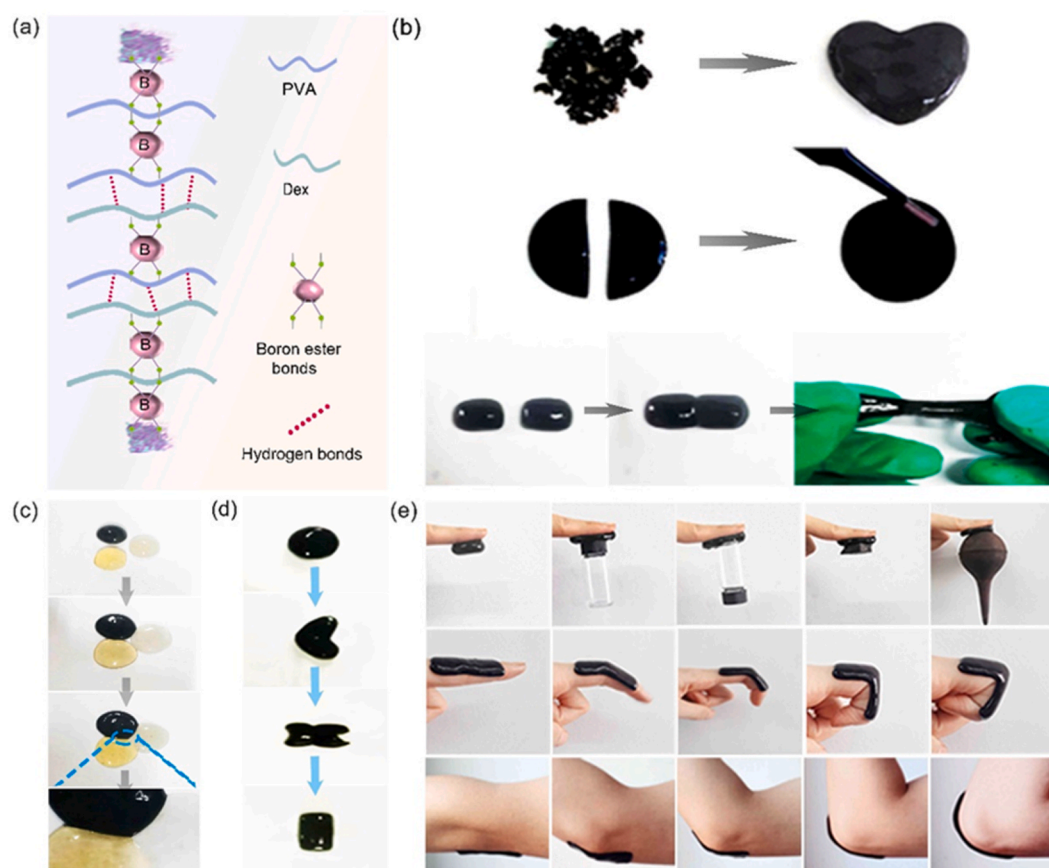 (a)
B
PVA
B
B
Dex
B
Boron ester
bonds
B
Hydrogen bonds
(b)
(c)
(d)
(e)